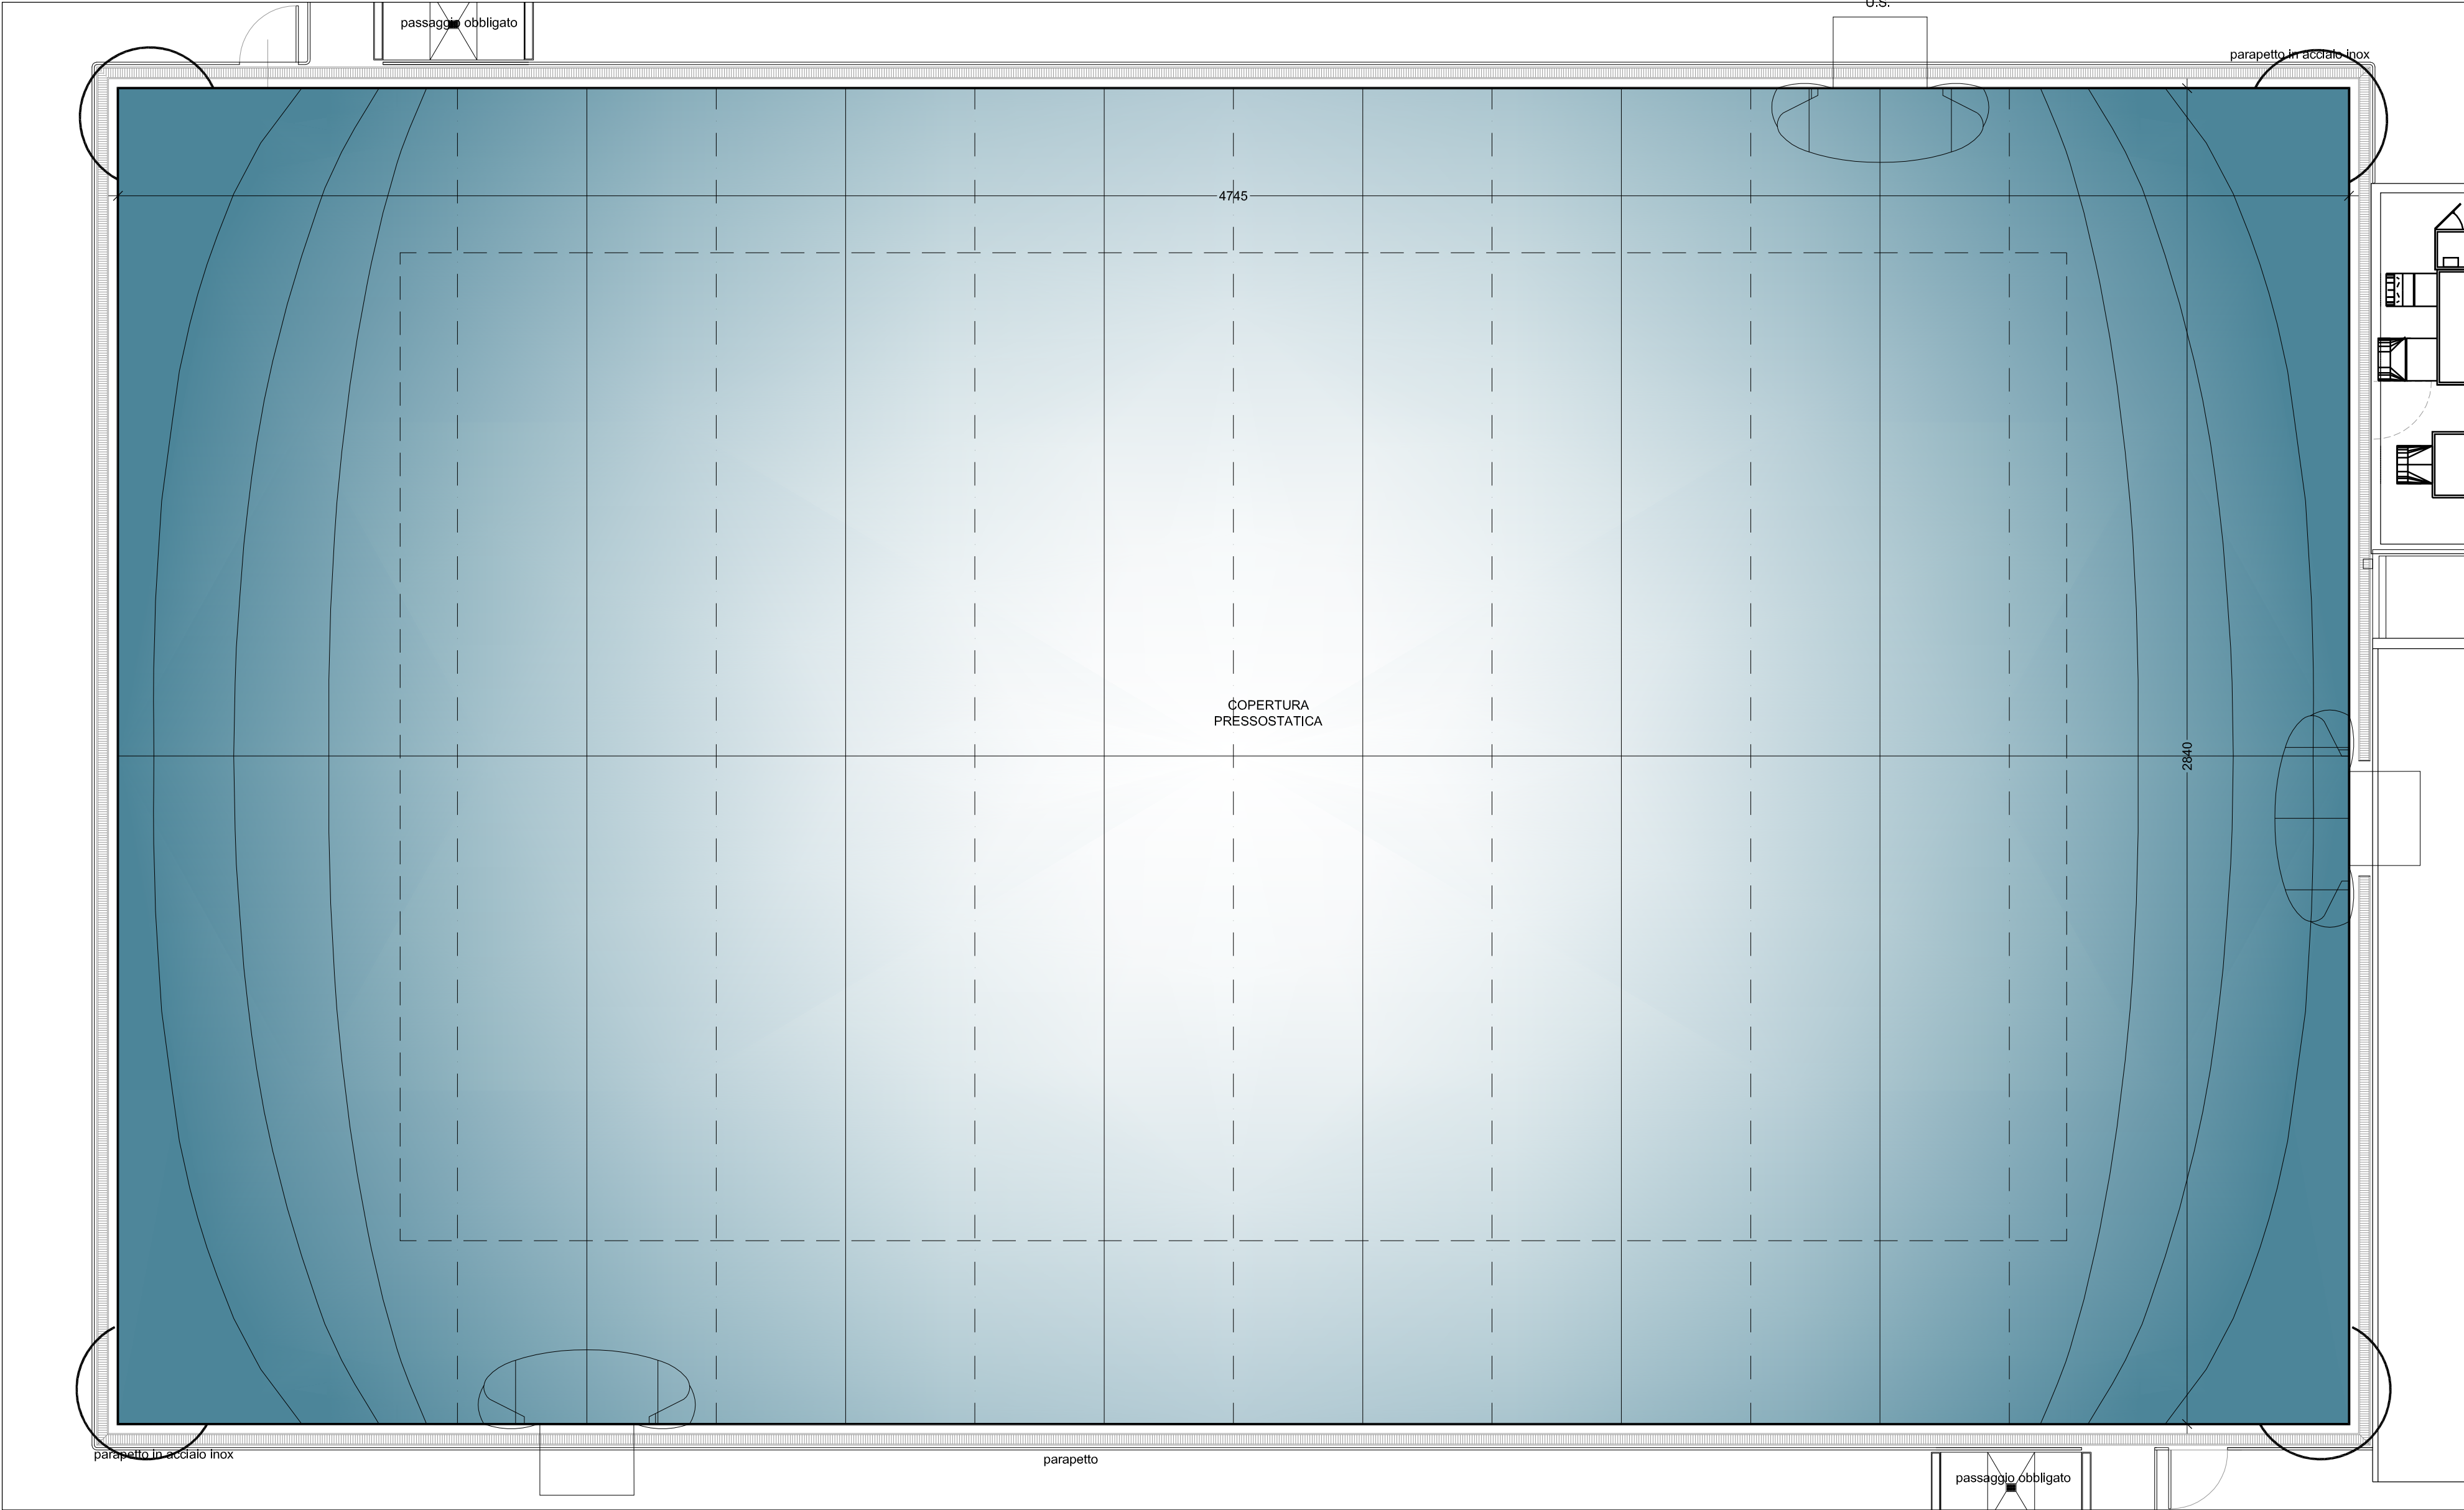 U.S.
passaggio obbligato
parapetto in acciaio inox
4745
COPERTURA
PRESSOSTATICA
2840
parapetto in acciaio inox
parapetto
passaggio obbligato